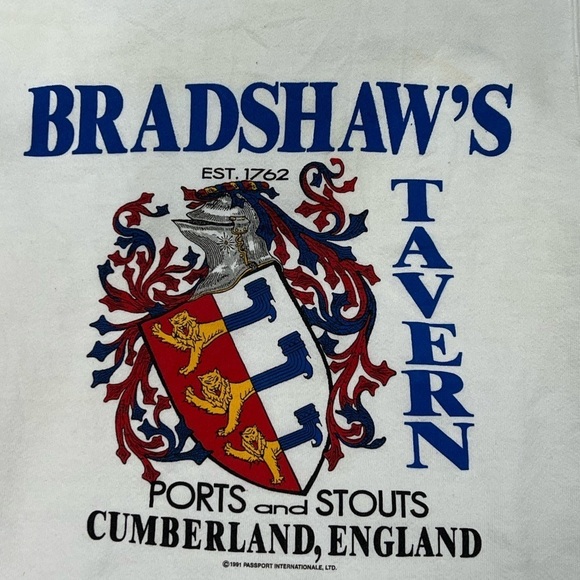 BRADSHAW'S
EST. 1762
TAVERN
PORTS and STOUTS
CUMBERLAND, ENGLAND
©1991 PASSPORT INTERNATIONALE, LTD.